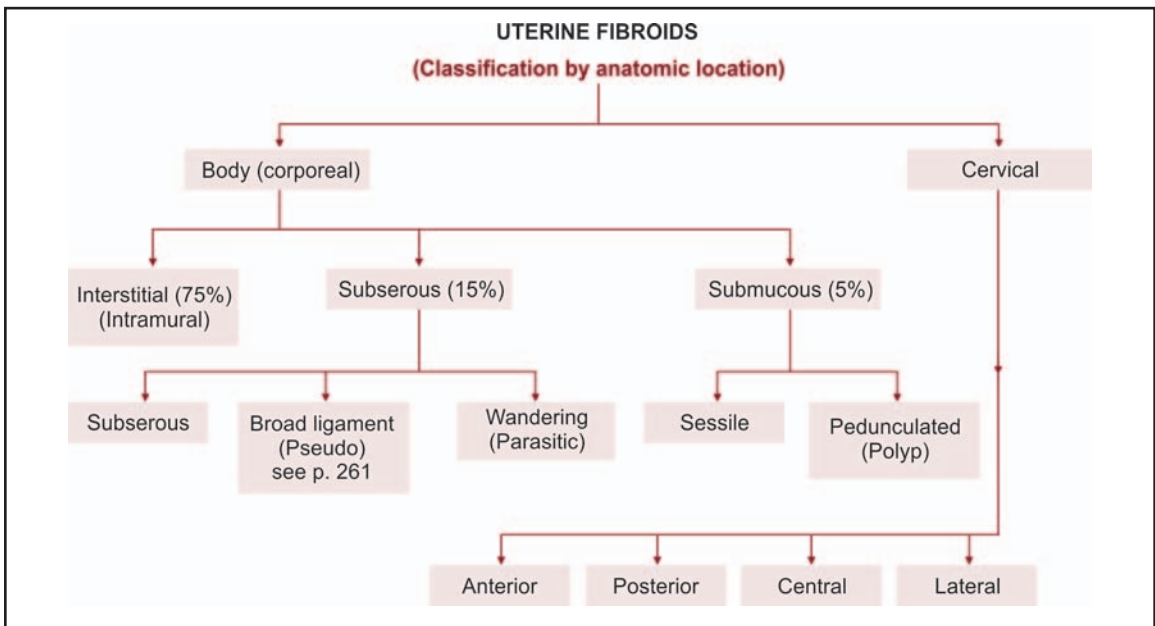 UTERINE FIBROIDS
(Classification by anatomic location)
Body (corporeal)
Cervical
Interstitial (75%)
(Intramural)
Subserous (15%)
Submucous (5%)
Subserous
Broad ligament
(Pseudo)
see p. 261
Wandering
(Parasitic)
Sessile
Pedunculated
(Polyp)
Anterior
Posterior
Central
Lateral